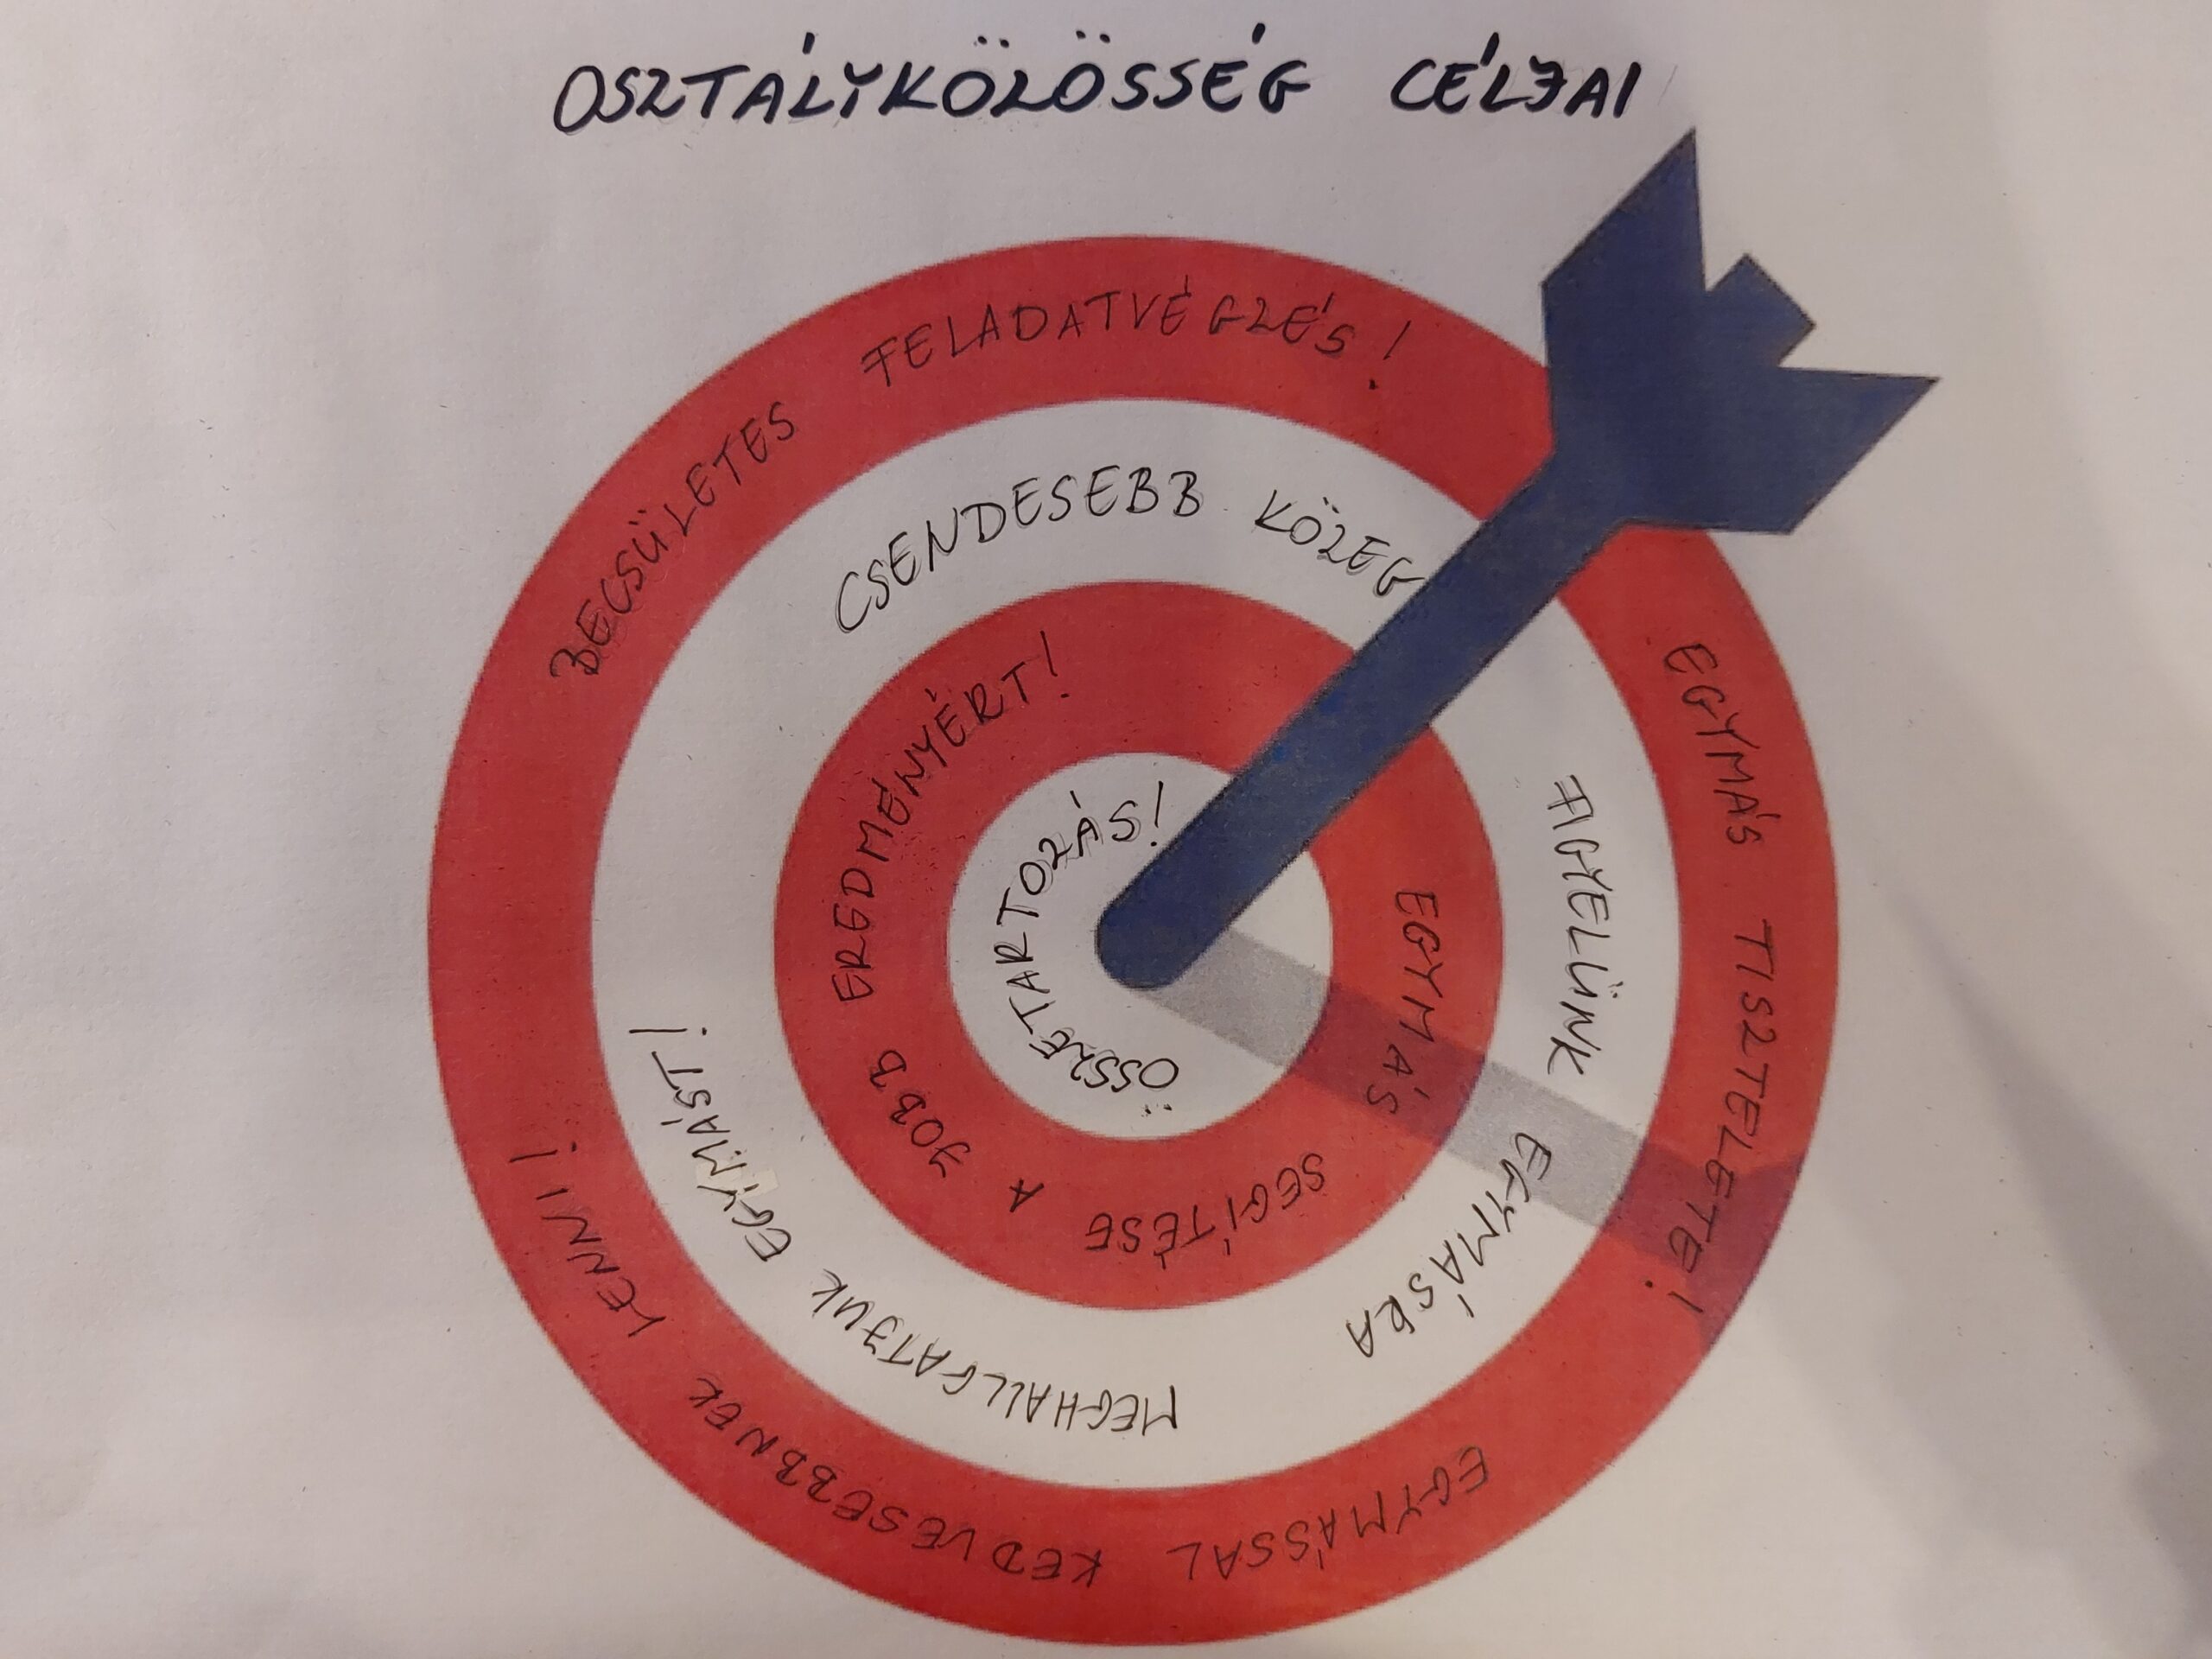 OSZTÁLYKÖZÖSSÉG CÉLJAI
BECSÜLETES FELADATVÉGZÉS!
EGYMÁS TISZTELETE!
EGYMÁSSAL KEDVESEBBNEK LENNI!
CSENDESEBB KÖZEG
FIGYELÜNK EGYMÁSRA
MEGHALLGATJUK EGYMÁST!
EGYMÁS SEGÍTÉSE A JOBB EREDMÉNYÉRT!
ÖSSZETARTOZÁS!